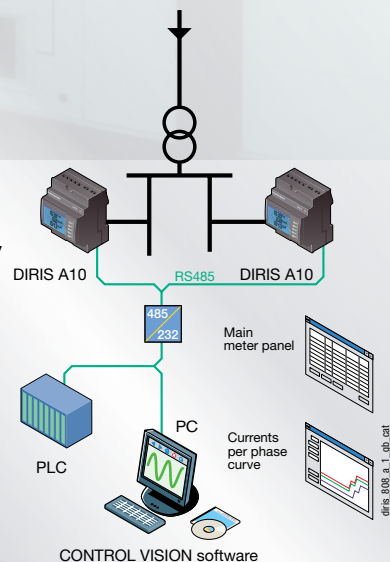 DIRIS A10
RS485
DIRIS A10
485
232
Main
meter panel
PC
PLC
Currents
per phase
curve
CONTROL VISION software
diris_808_a_1_gb_cat